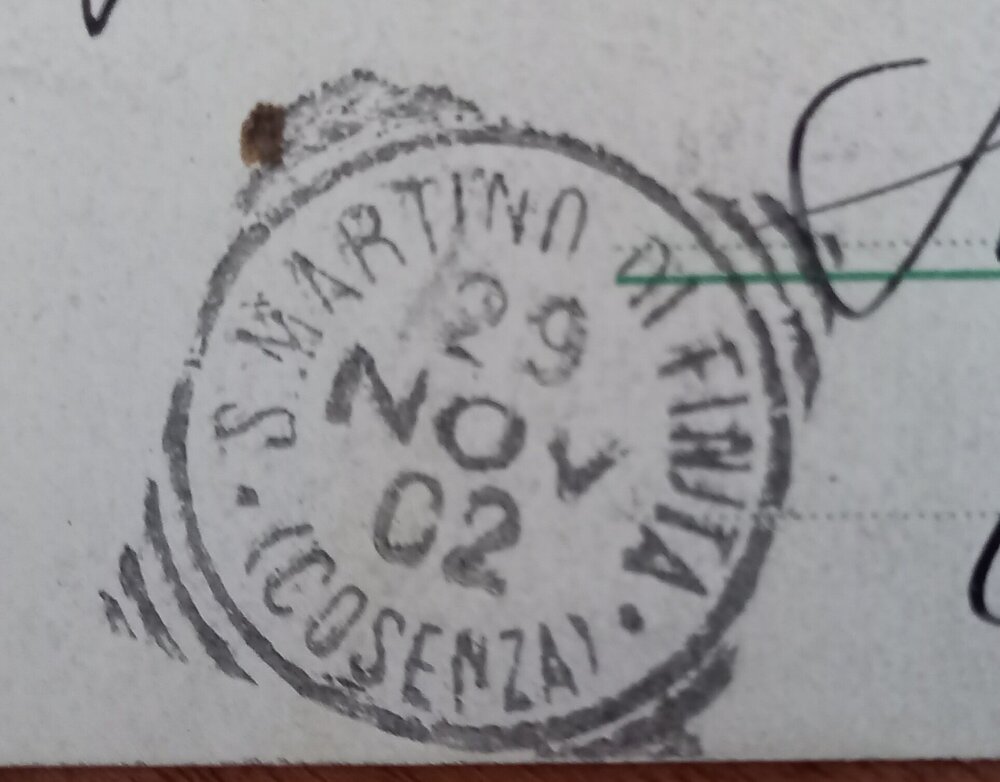 S. MARTINO DI FINITA
29
NOV
02
(COSENZA)